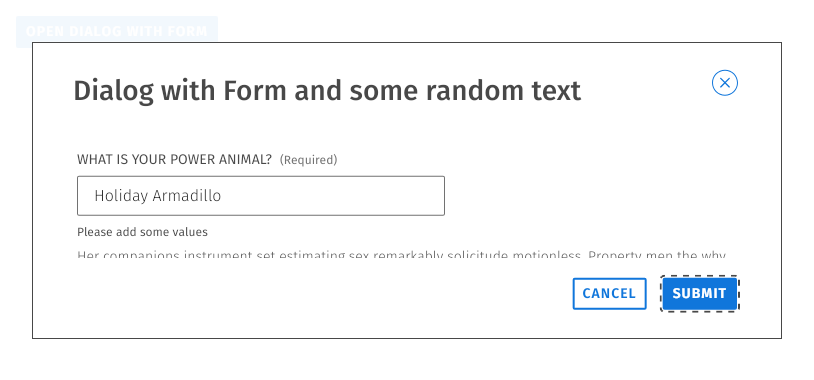 OPEN DIALOG WITH FORM
Dialog with Form and some random text
WHAT IS YOUR POWER ANIMAL? (Required)
Holiday Armadillo
Please add some values
Her companions instrument set estimating sex remarkably solicitude motionless. Property men the why
CANCEL SUBMIT